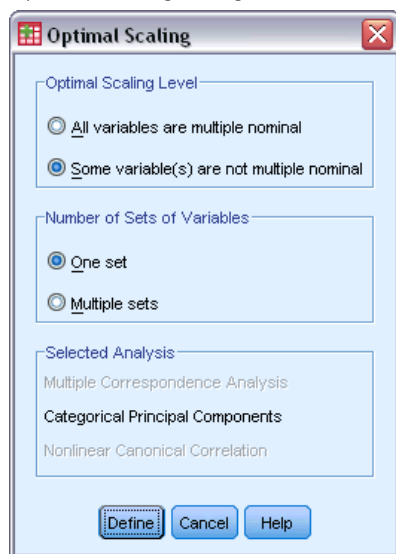 Optimal Scaling
Optimal Scaling Level
All variables are multiple nominal
Some variable(s) are not multiple nominal
Number of Sets of Variables
One set
Multiple sets
Selected Analysis
Multiple Correspondence Analysis
Categorical Principal Components
Nonlinear Canonical Correlation
Define Cancel Help